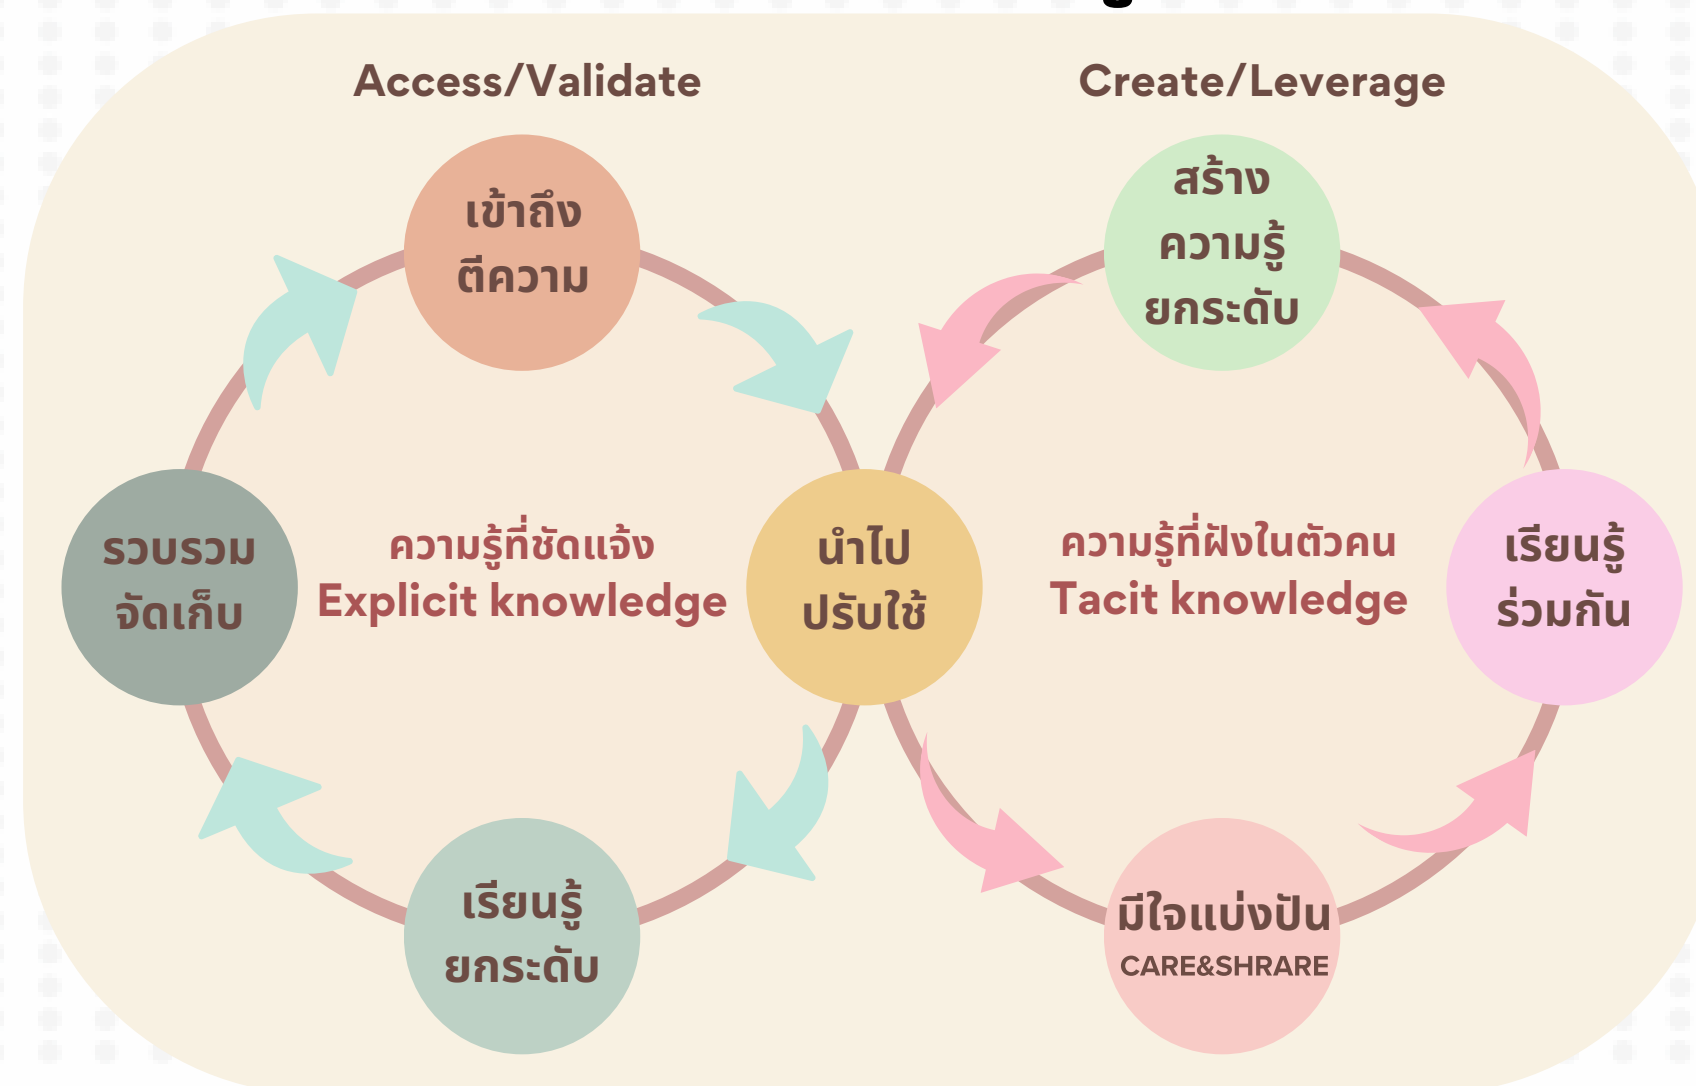 Access/Validate
Create/Leverage
เข้าถึง
ตีความ
สร้าง
ความรู้
ยกระดับ
รวบรวม
จัดเก็บ
ความรู้ที่ชัดแจ้ง
Explicit knowledge
นำไป
ปรับใช้
ความรู้ที่ฝังในตัวคน
Tacit knowledge
เรียนรู้
ร่วมกัน
เรียนรู้
ยกระดับ
มีใจแบ่งปัน
CARE&SHRARE